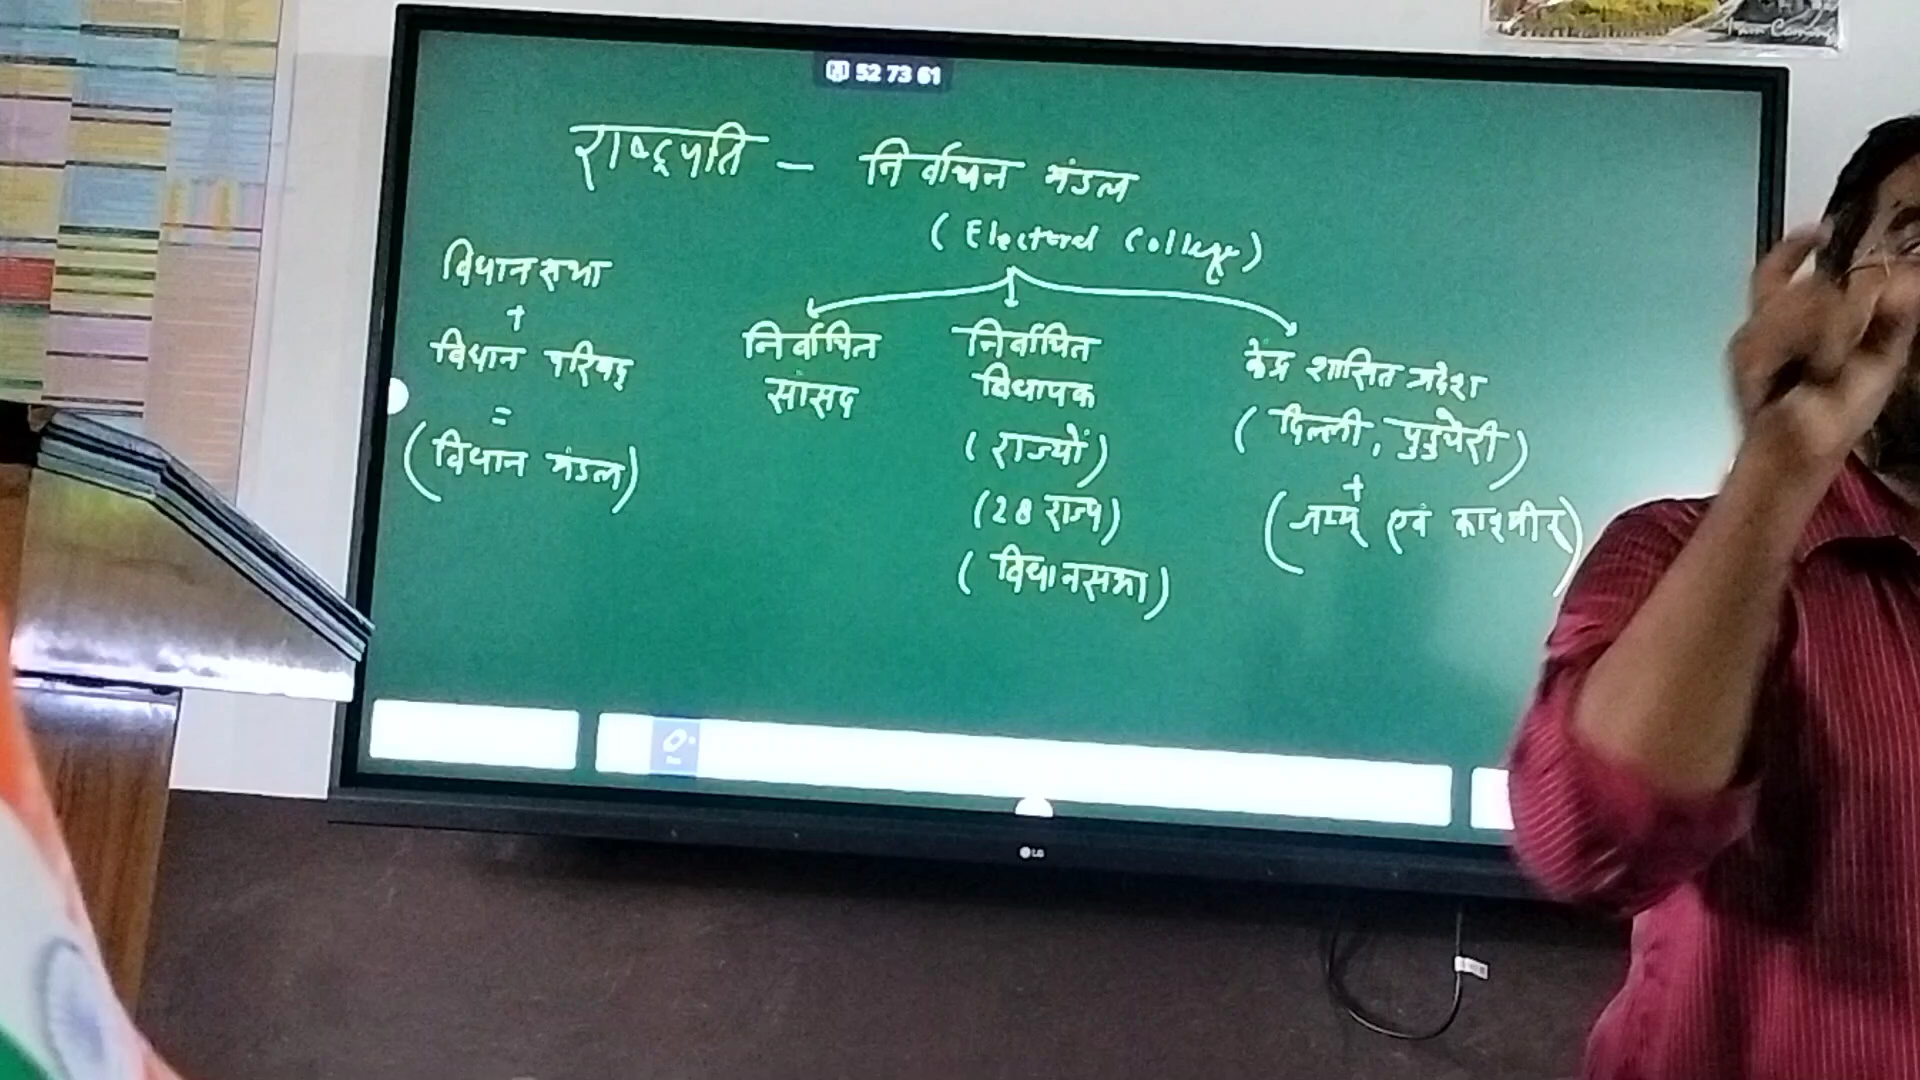 52 73 61
राष्ट्रपति – निर्वाचन मंडल
(Electoral College)
विधानसभा
+
विधान परिषद
=
(विधान मंडल)
निर्वाचित
सांसद
निर्वाचित
विधायक
(राज्यों)
(28 राज्य)
(विधानसभा)
केंद्र शासित प्रदेश
(दिल्ली, पुडुचेरी)
+
(जम्मू एवं काश्मीर)
LG